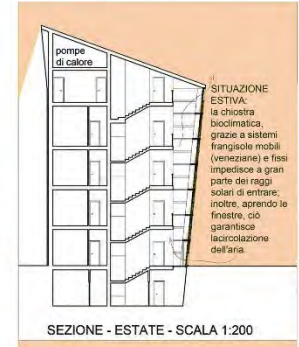 pompe
di calore
SITUAZIONE
ESTIVA:
la chiostra
bioclimatica,
grazie a sistemi
frangisole mobili
(veneziane) e fissi
impedisce a gran
parte dei raggi
solari di entrare;
inoltre, aprendo le
finestre, ciò
garantisce
lacircolazione
dell'aria.
SEZIONE - ESTATE - SCALA 1:200